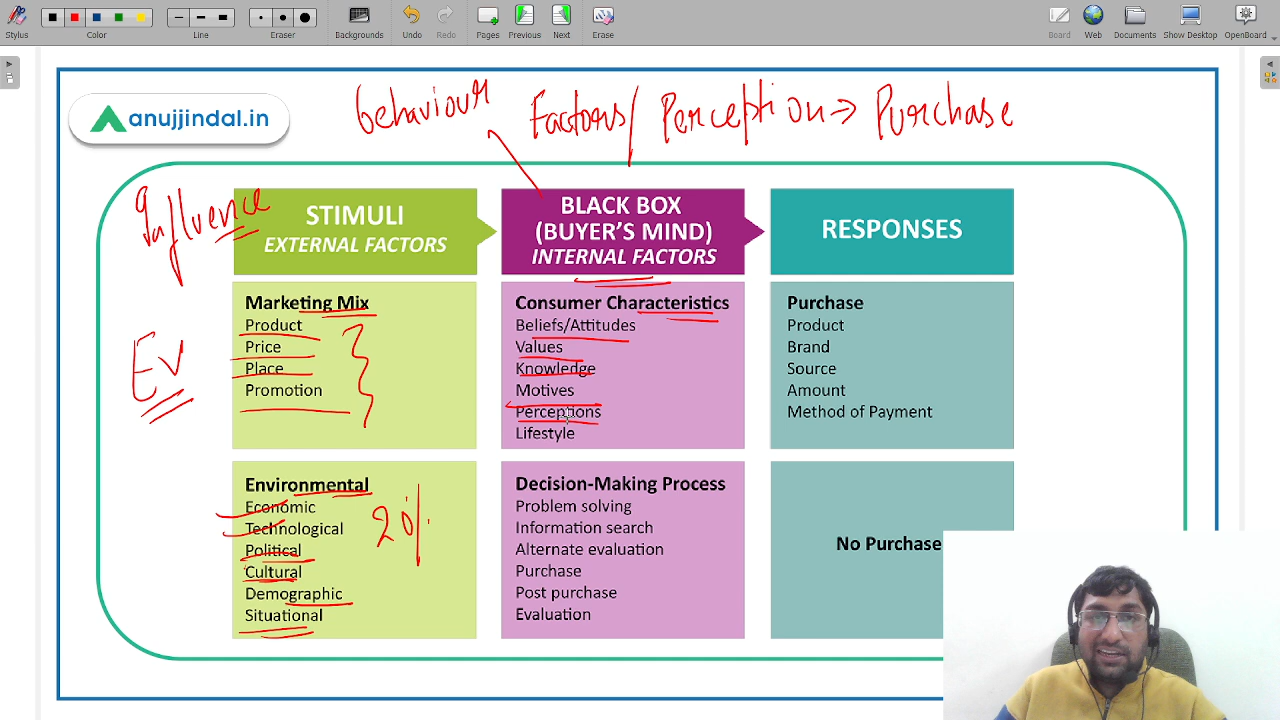 Stylus
Color
Line
Eraser
Backgrounds
Undo
Redo
Pages
Previous
Next
Erase
Board
Web
Documents
Show Desktop
OpenBoard
anujjindal.in
behaviour
Factors/ Perception => Purchase
Influence
EV
20%
STIMULI
EXTERNAL FACTORS
Marketing Mix
Product
Price
Place
Promotion
Environmental
Economic
Technological
Political
Cultural
Demographic
Situational
BLACK BOX
(BUYER'S MIND)
INTERNAL FACTORS
Consumer Characteristics
Beliefs/Attitudes
Values
Knowledge
Motives
Perceptions
Lifestyle
Decision-Making Process
Problem solving
Information search
Alternate evaluation
Purchase
Post purchase
Evaluation
RESPONSES
Purchase
Product
Brand
Source
Amount
Method of Payment
No Purchase